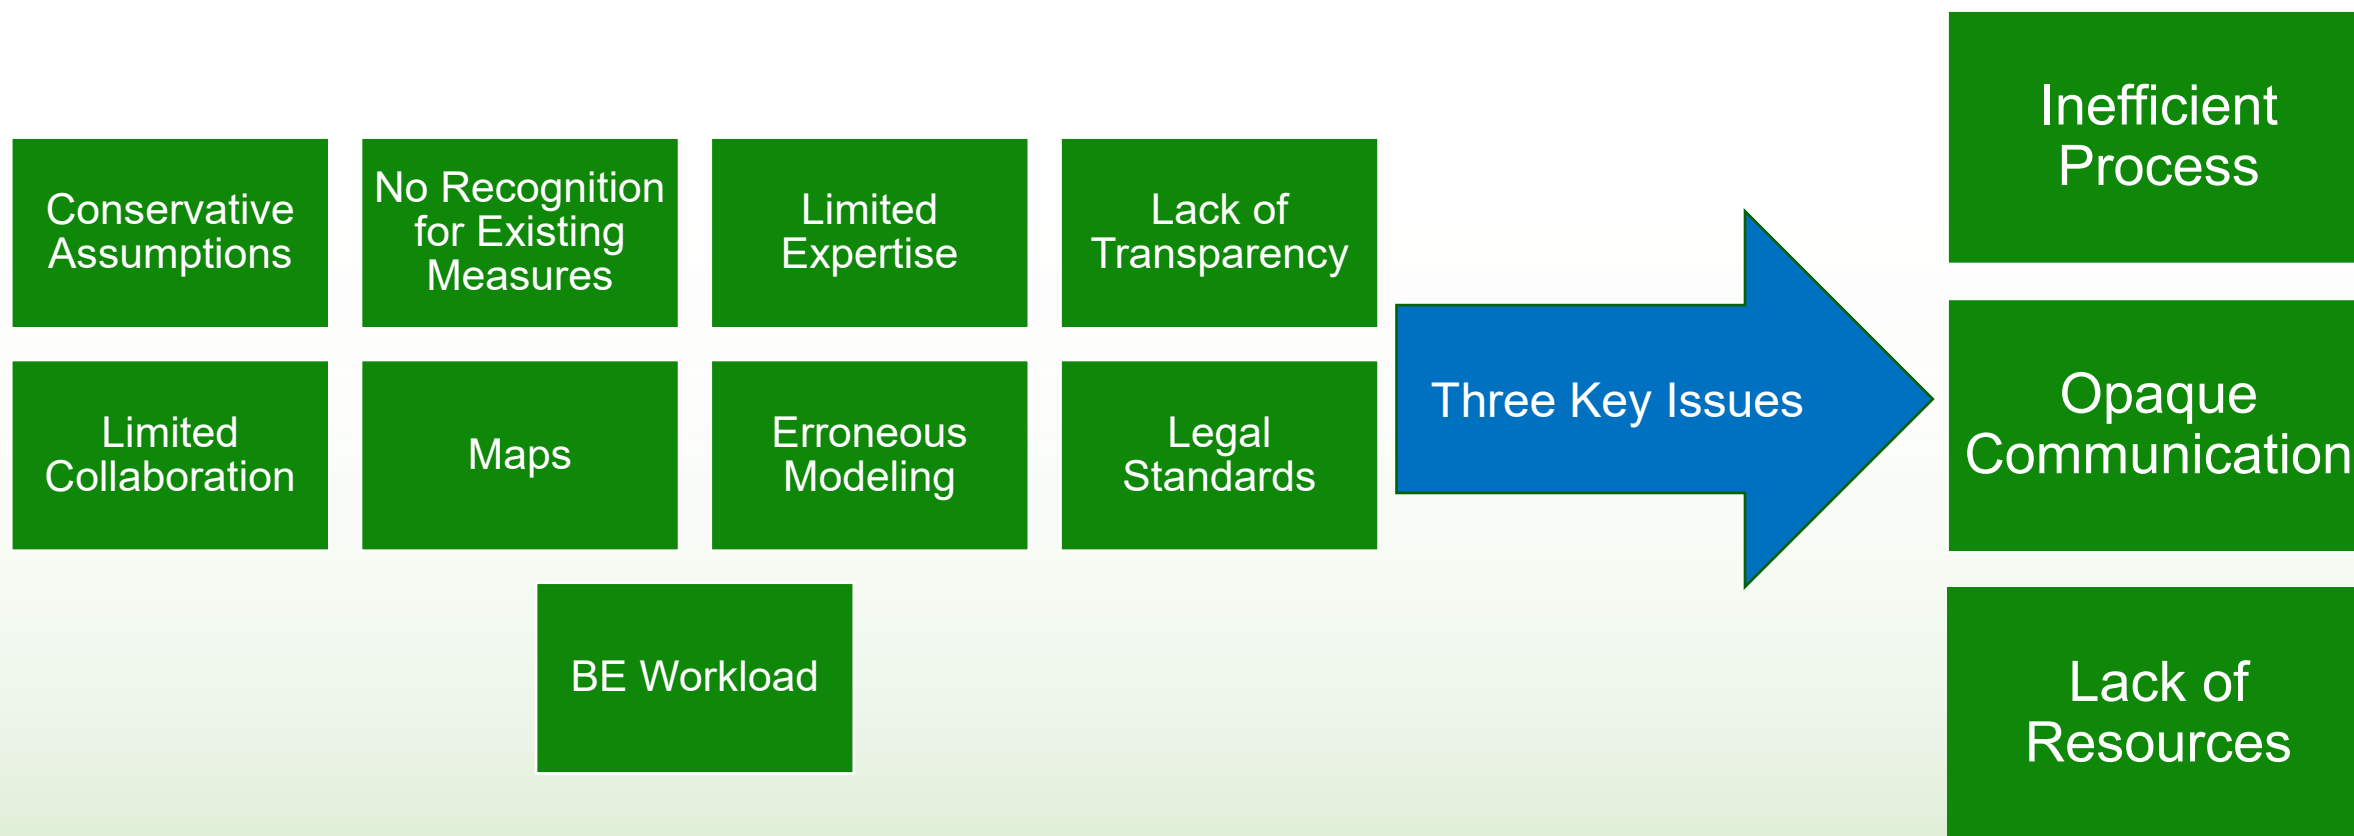 Conservative
Assumptions
No Recognition
for Existing
Measures
Limited
Expertise
Lack of
Transparency
Limited
Collaboration
Maps
Erroneous
Modeling
Legal
Standards
BE Workload
Three Key Issues
Inefficient
Process
Opaque
Communication
Lack of
Resources